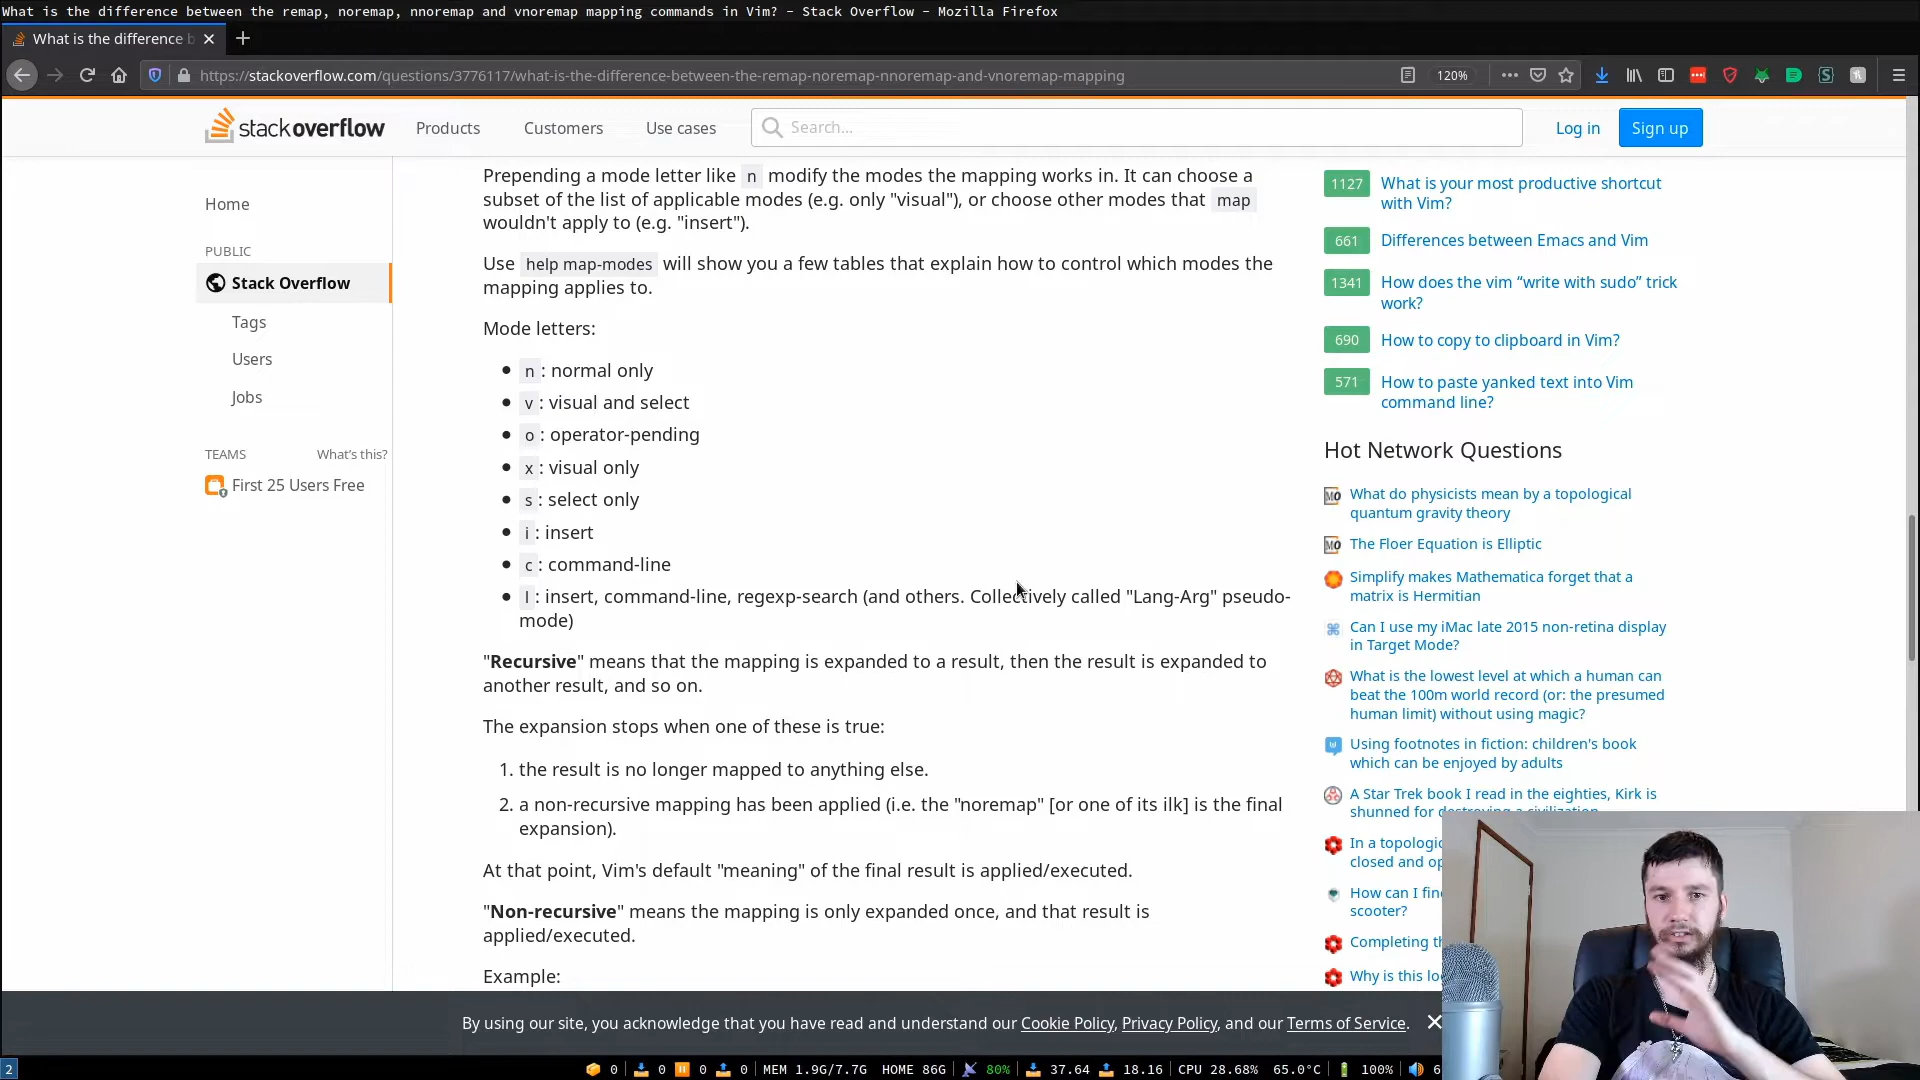 What is the difference between the remap, noremap, nnoremap and vnoremap mapping commands in Vim? - Stack Overflow - Mozilla Firefox
What is the difference b
https://stackoverflow.com/questions/3776117/what-is-the-difference-between-the-remap-noremap-nnoremap-and-vnoremap-mapping
120%
stackoverflow
Products
Customers
Use cases
Search...
Log in
Sign up
Home
PUBLIC
Stack Overflow
Tags
Users
Jobs
TEAMS
What's this?
First 25 Users Free
Prepending a mode letter like n modify the modes the mapping works in. It can choose a
subset of the list of applicable modes (e.g. only "visual"), or choose other modes that map
wouldn't apply to (e.g. "insert").
Use help map-modes will show you a few tables that explain how to control which modes the
mapping applies to.
Mode letters:
n : normal only
v : visual and select
o : operator-pending
x : visual only
s : select only
i : insert
c : command-line
l : insert, command-line, regexp-search (and others. Collectively called "Lang-Arg" pseudo-
mode)
"Recursive" means that the mapping is expanded to a result, then the result is expanded to
another result, and so on.
The expansion stops when one of these is true:
1. the result is no longer mapped to anything else.
2. a non-recursive mapping has been applied (i.e. the "noremap" [or one of its ilk] is the final
expansion).
At that point, Vim's default "meaning" of the final result is applied/executed.
"Non-recursive" means the mapping is only expanded once, and that result is
applied/executed.
Example:
1127 What is your most productive shortcut
with Vim?
661 Differences between Emacs and Vim
1341 How does the vim “write with sudo” trick
work?
690 How to copy to clipboard in Vim?
571 How to paste yanked text into Vim
command line?
Hot Network Questions
What do physicists mean by a topological
quantum gravity theory
The Floer Equation is Elliptic
Simplify makes Mathematica forget that a
matrix is Hermitian
Can I use my iMac late 2015 non-retina display
in Target Mode?
What is the lowest level at which a human can
beat the 100m world record (or: the presumed
human limit) without using magic?
Using footnotes in fiction: children's book
which can be enjoyed by adults
A Star Trek book I read in the eighties, Kirk is
shunned for destroying a civilization
In a topologic
closed and op
How can I find
scooter?
Completing th
Why is this lo
By using our site, you acknowledge that you have read and understand our Cookie Policy, Privacy Policy, and our Terms of Service.
2
0 0 0 0 MEM 1.9G/7.7G HOME 86G 80% 37.64 18.16 CPU 28.68% 65.0°C 100% 6